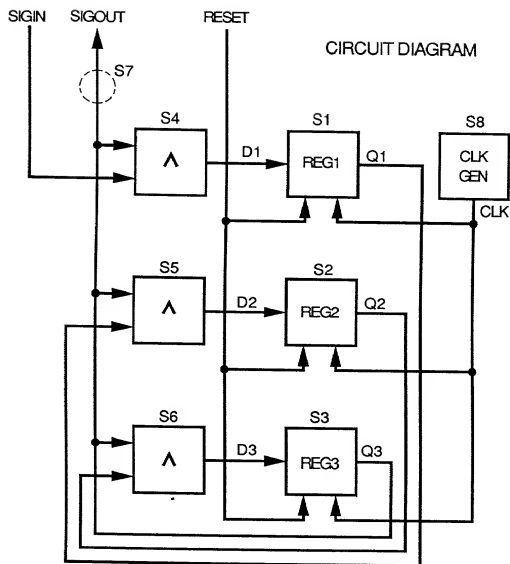 SIGIN SIGOUT RESET
CIRCUIT DIAGRAM
S7
S4 S1 S8
∧ D1 REG1 Q1 CLK
GEN
CLK
S5 S2
∧ D2 REG2 Q2
S6 S3
∧ D3 REG3 Q3